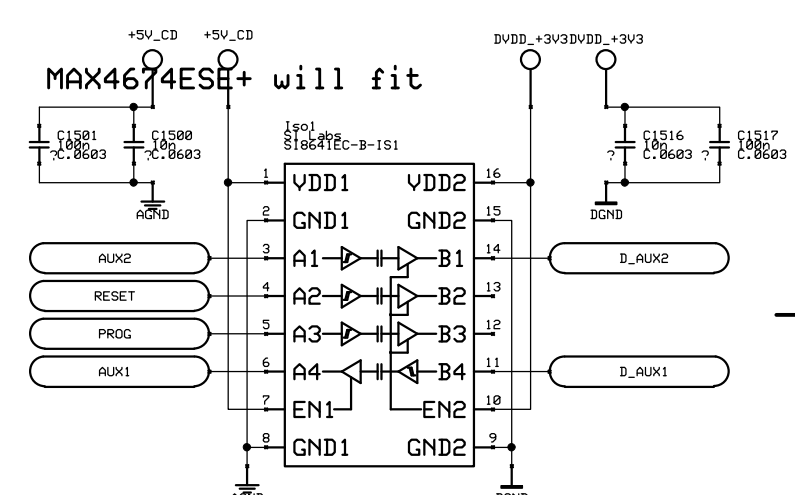 +5V_CD +5V_CD DVDD_+3V3 DVDD_+3V3
MAX4674ESE+ will fit
C1501
100n
?C.0603
C1500
10n
?C.0603
Iso1
SI Labs
SI8641EC-B-IS1
C1516
10n
? C.0603
C1517
100n
? C.0603
AGND
DGND
1 VDD1 VDD2 16
2 GND1 GND2 15
AUX2 3 A1 B1 14 D_AUX2
RESET 4 A2 B2 13
PROG 5 A3 B3 12
AUX1 6 A4 B4 11 D_AUX1
7 EN1 EN2 10
8 GND1 GND2 9